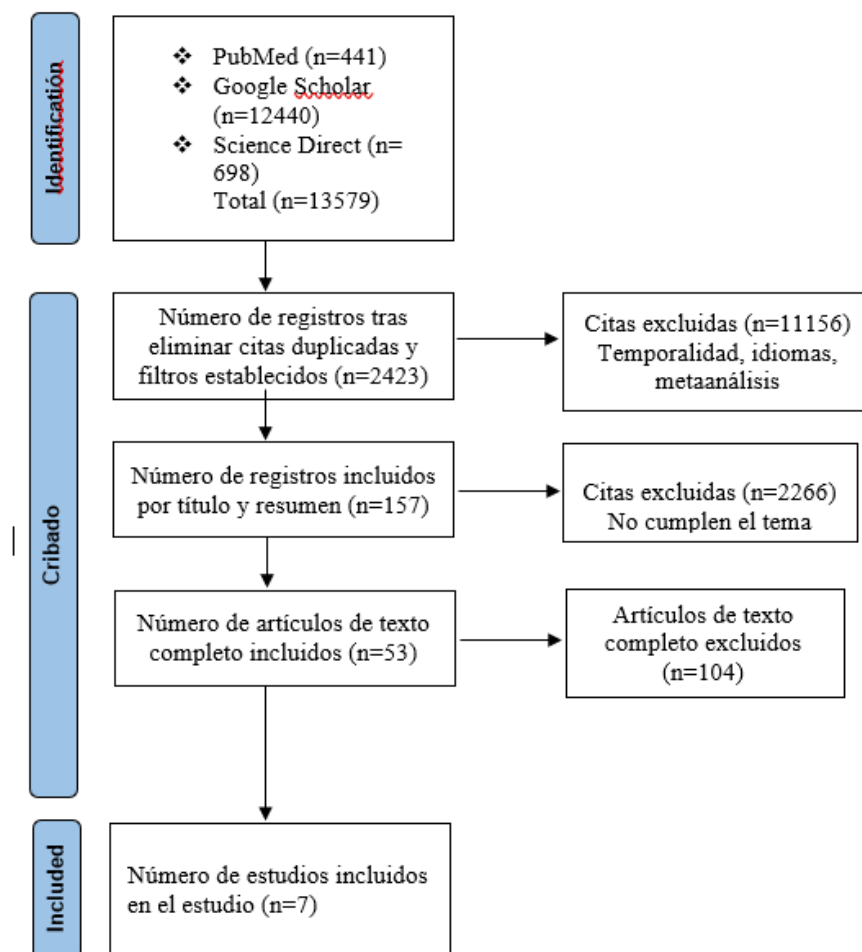 Identificatión
❖ PubMed (n=441)
❖ Google Scholar
(n=12440)
❖ Science Direct (n=
698)
Total (n=13579)
Cribado
Número de registros tras
eliminar citas duplicadas y
filtros establecidos (n=2423)
Citas excluidas (n=11156)
Temporalidad, idiomas,
metaanálisis
Número de registros incluidos
por título y resumen (n=157)
Citas excluidas (n=2266)
No cumplen el tema
Número de artículos de texto
completo incluidos (n=53)
Artículos de texto
completo excluidos
(n=104)
Included
Número de estudios incluidos
en el estudio (n=7)